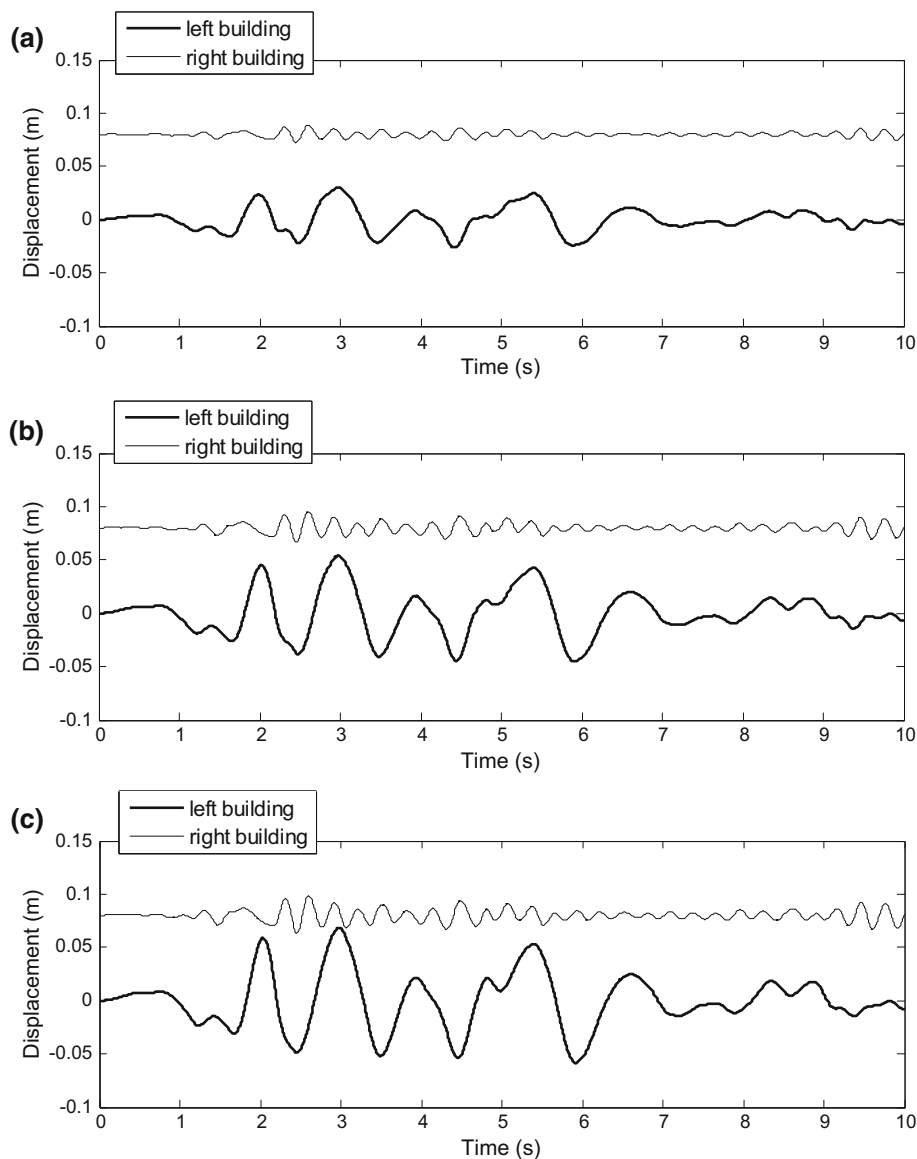 (a)
left building
right building
0.15
0.1
0.05
0
-0.05
-0.1
Displacement (m)
0 1 2 3 4 5 6 7 8 9 10
Time (s)
(b)
left building
right building
0.15
0.1
0.05
0
-0.05
-0.1
Displacement (m)
0 1 2 3 4 5 6 7 8 9 10
Time (s)
(c)
left building
right building
0.15
0.1
0.05
0
-0.05
-0.1
Displacement (m)
0 1 2 3 4 5 6 7 8 9 10
Time (s)